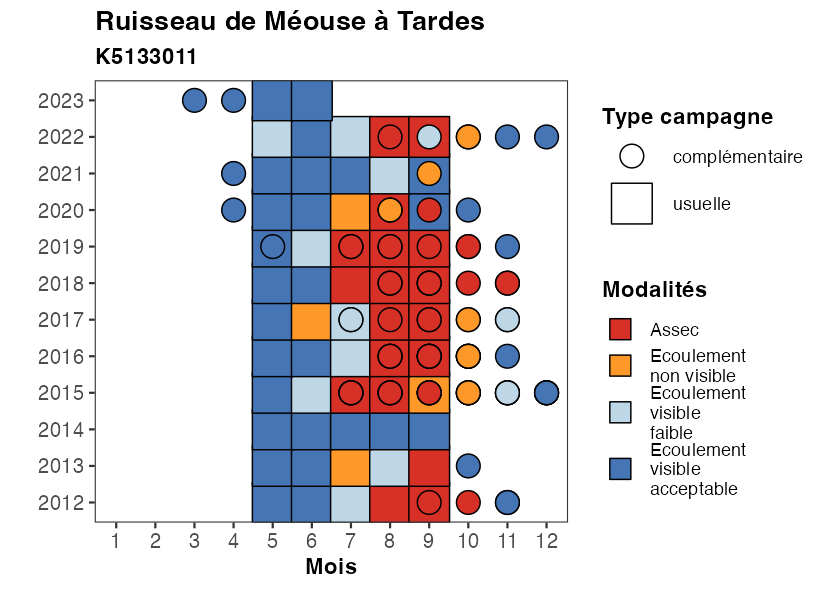 Ruisseau de Méouse à Tardes
K5133011
2023
2022
2021
2020
2019
2018
2017
2016
2015
2014
2013
2012
1 2 3 4 5 6 7 8 9 10 11 12
Mois
Type campagne
complémentaire
usuelle
Modalités
Assec
Ecoulement
non visible
Ecoulement
visible
faible
Ecoulement
visible
acceptable